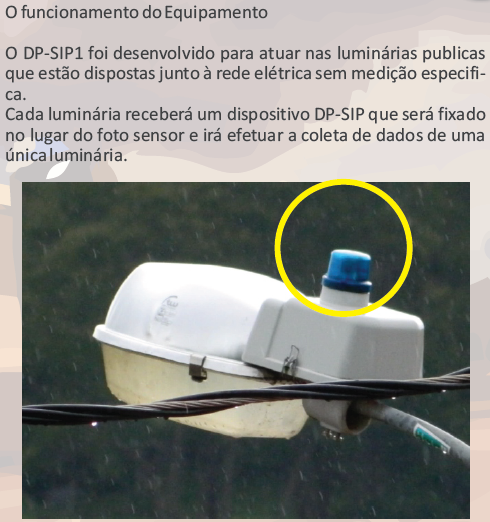 O funcionamento do Equipamento
O DP-SIP1 foi desenvolvido para atuar nas luminárias publicas
que estão dispostas junto à rede elétrica sem medição especifi-
ca.
Cada luminária receberá um dispositivo DP-SIP que será fixado
no lugar do foto sensor e irá efetuar a coleta de dados de uma
única luminária.